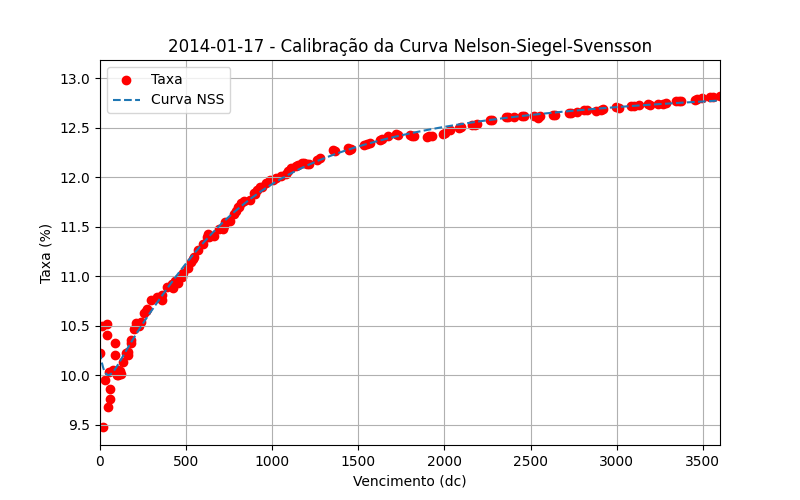 2014-01-17 - Calibração da Curva Nelson-Siegel-Svensson
Taxa
Curva NSS
Taxa (%)
13.0
12.5
12.0
11.5
11.0
10.5
10.0
9.5
0 500 1000 1500 2000 2500 3000 3500
Vencimento (dc)